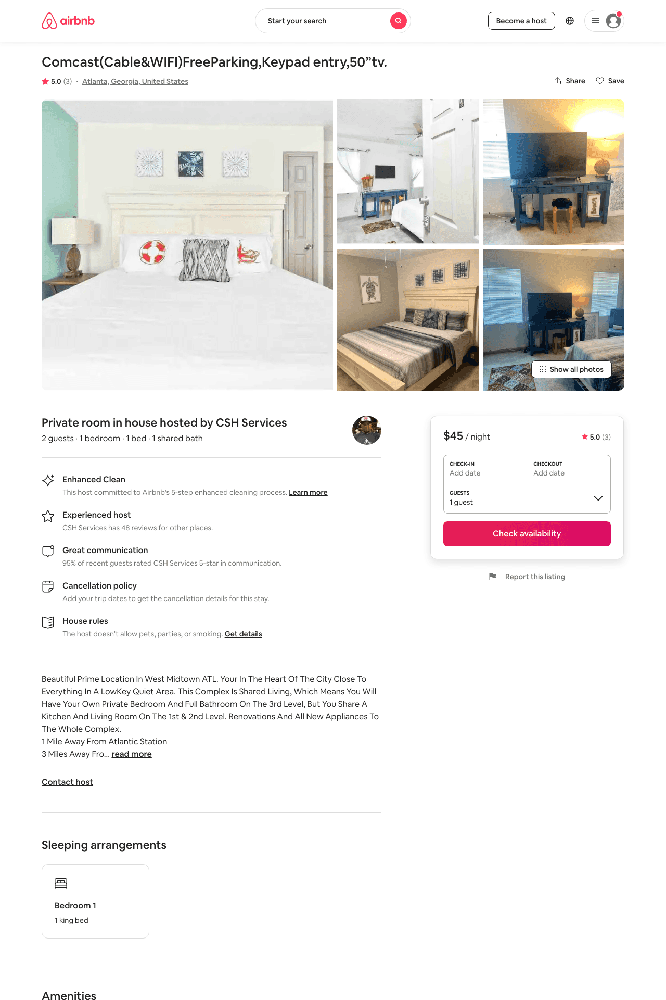 airbnb
Start your search
Become a host
Comcast(Cable&WIFI)FreeParking,Keypad entry,50”tv.
5.0 (3) · Atlanta, Georgia, United States
Share
Save
Show all photos
Private room in house hosted by CSH Services
2 guests · 1 bedroom · 1 bed · 1 shared bath
Enhanced Clean
This host committed to Airbnb's 5-step enhanced cleaning process. Learn more
Experienced host
CSH Services has 48 reviews for other places.
Great communication
95% of recent guests rated CSH Services 5-star in communication.
Cancellation policy
Add your trip dates to get the cancellation details for this stay.
House rules
The host doesn’t allow pets, parties, or smoking. Get details
$45 / night
5.0 (3)
CHECK-IN
Add date
CHECKOUT
Add date
GUESTS
1 guest
Check availability
Report this listing
Beautiful Prime Location In West Midtown ATL. Your In The Heart Of The City Close To
Everything In A LowKey Quiet Area. This Complex Is Shared Living, Which Means You Will
Have Your Own Private Bedroom And Full Bathroom On The 3rd Level, But You Share A
Kitchen And Living Room On The 1st & 2nd Level. Renovations And All New Appliances To
The Whole Complex.
1 Mile Away From Atlantic Station
3 Miles Away Fro... read more
Contact host
Sleeping arrangements
Bedroom 1
1 king bed
Amenities